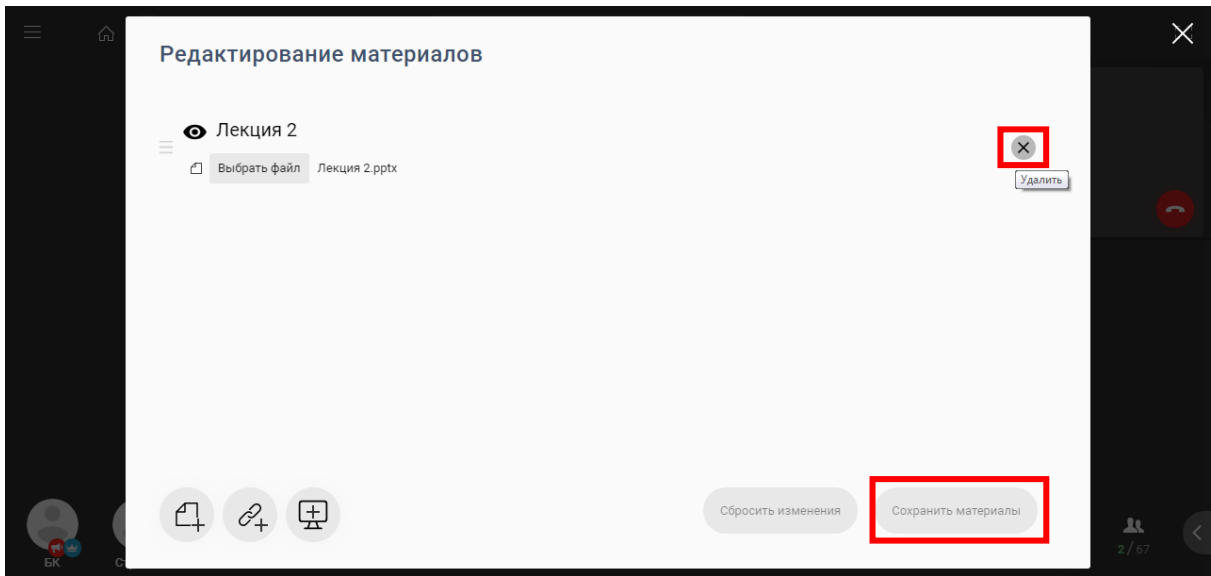 Редактирование материалов
Лекция 2
Выбрать файл Лекция 2.pptx
Удалить
Сбросить изменения Сохранить материалы
2/67
БК